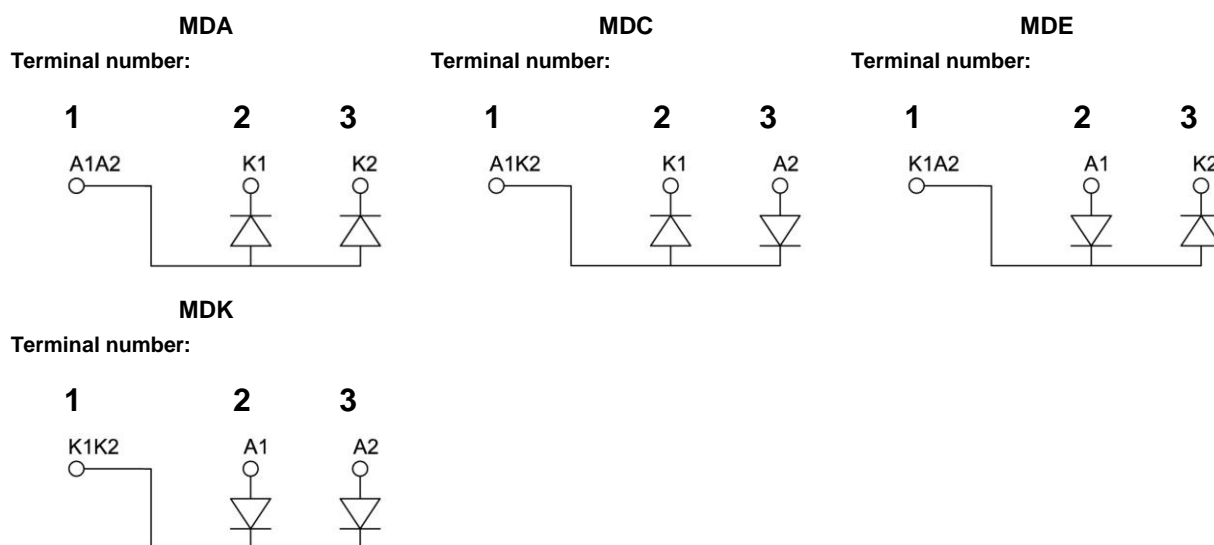 MDA MDC MDE
Terminal number: Terminal number: Terminal number:
1 2 3 1 2 3 1 2 3
A1A2 K1 K2 A1K2 K1 A2 K1A2 A1 K2
MDK
Terminal number:
1 2 3
K1K2 A1 A2